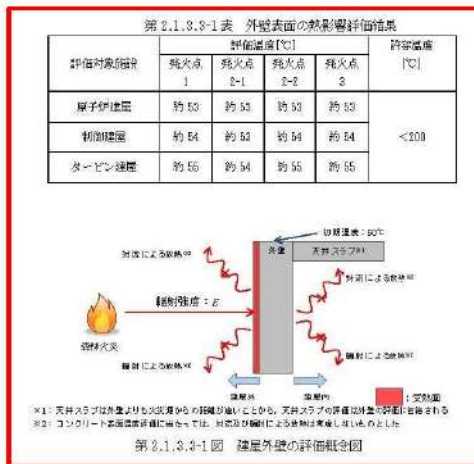 第2.1.3.3-1表 外壁表面の熱影響評価結果
評価対象施設
評価温度[℃]
許容温度
[℃]
発火点 発火点 発火点 発火点
1 2-1 2-2 3
原子炉建屋 約53 約53 約53 約53
制御建屋 約54 約53 約54 約54
<200
タービン建屋 約55 約54 約55 約55
初期温度：50℃
外壁 天井スラブ※1
対流による放熱※2
対流による放熱※2
輻射強度：E
森林火災
輻射による放熱※2
輻射による放熱※2
建屋外 建屋内
：受熱面
※1：天井スラブは外壁よりも火災源からの距離が遠いことから、天井スラブの評価は外壁の評価に包絡される
※2：コンクリート表面温度評価に当たっては、対流及び輻射による放熱は考慮しないものとした
第2.1.3.3-1図 建屋外壁の評価概念図